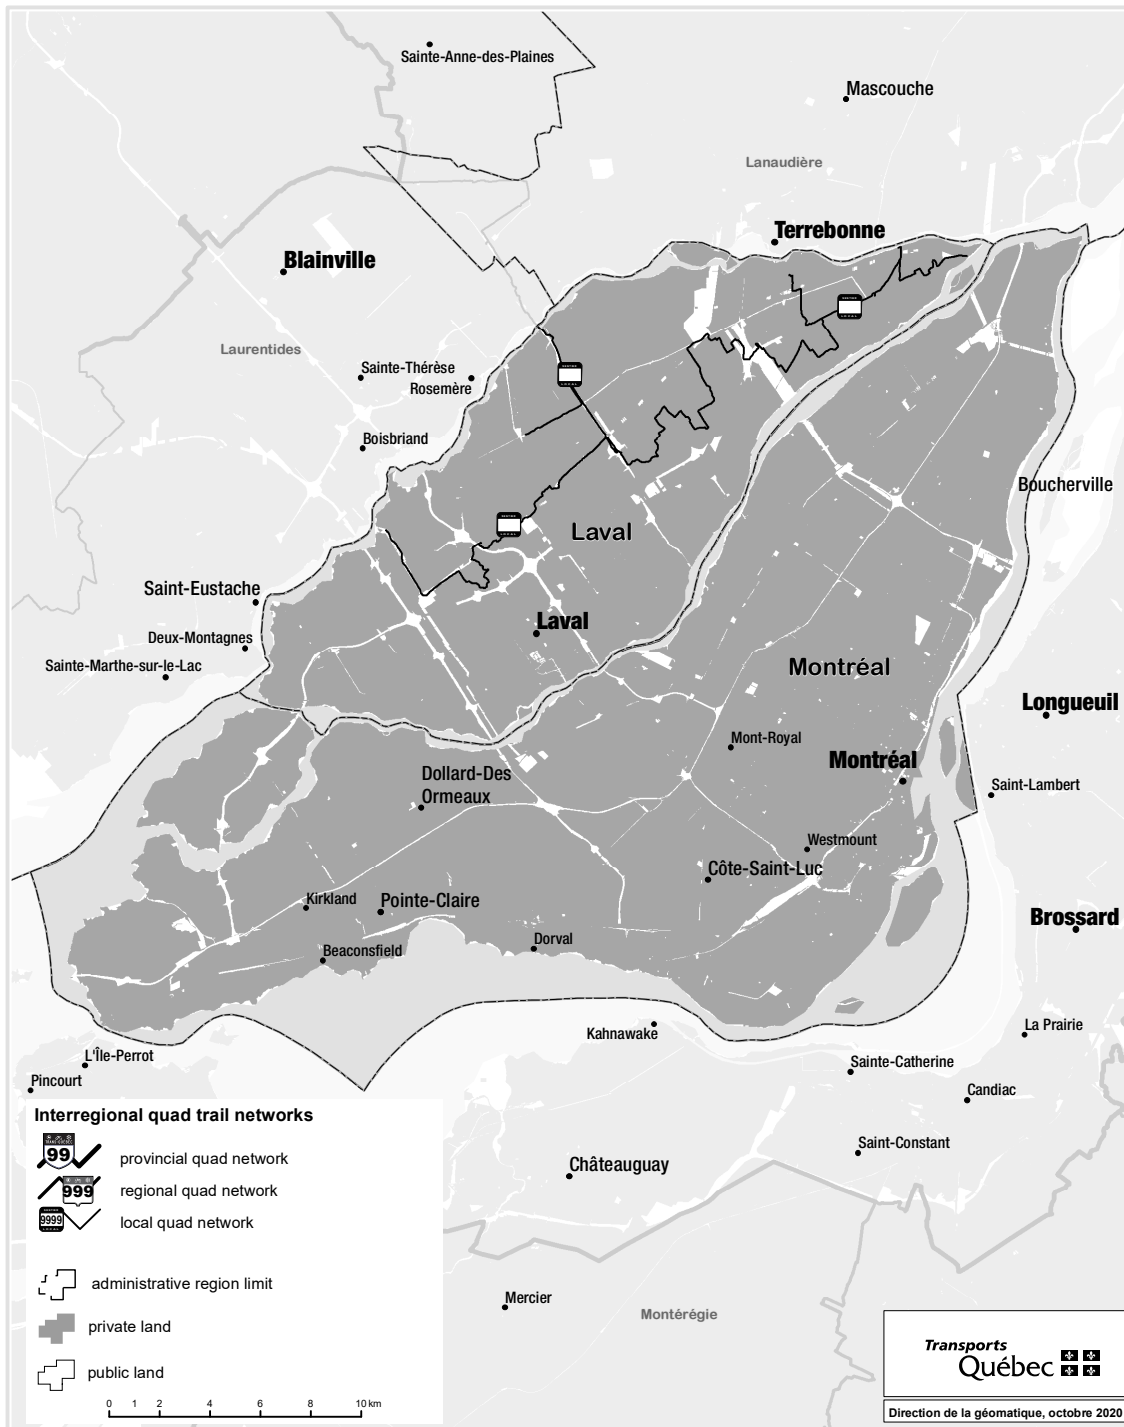 Sainte-Anne-des-Plaines
Mascouche
Lanaudière
Terrebonne
Blainville
Laurentides
Sainte-Thérèse
Rosemère
Boisbriand
Boucherville
Laval
Saint-Eustache
Laval
Deux-Montagnes
Sainte-Marthe-sur-le-Lac
Montréal
Longueuil
Mont-Royal
Montréal
Dollard-Des
Ormeaux
Saint-Lambert
Westmount
Côte-Saint-Luc
Kirkland
Pointe-Claire
Brossard
Dorval
Beaconsfield
Kahnawake
La Prairie
L'Île-Perrot
Sainte-Catherine
Pincourt
Candiac
Saint-Constant
Châteauguay
Mercier
Montérégie
Interregional quad trail networks
99
provincial quad network
999
regional quad network
9999
local quad network
administrative region limit
private land
public land
0 1 2 4 6 8 10 km
Transports
Québec
Direction de la géomatique, octobre 2020